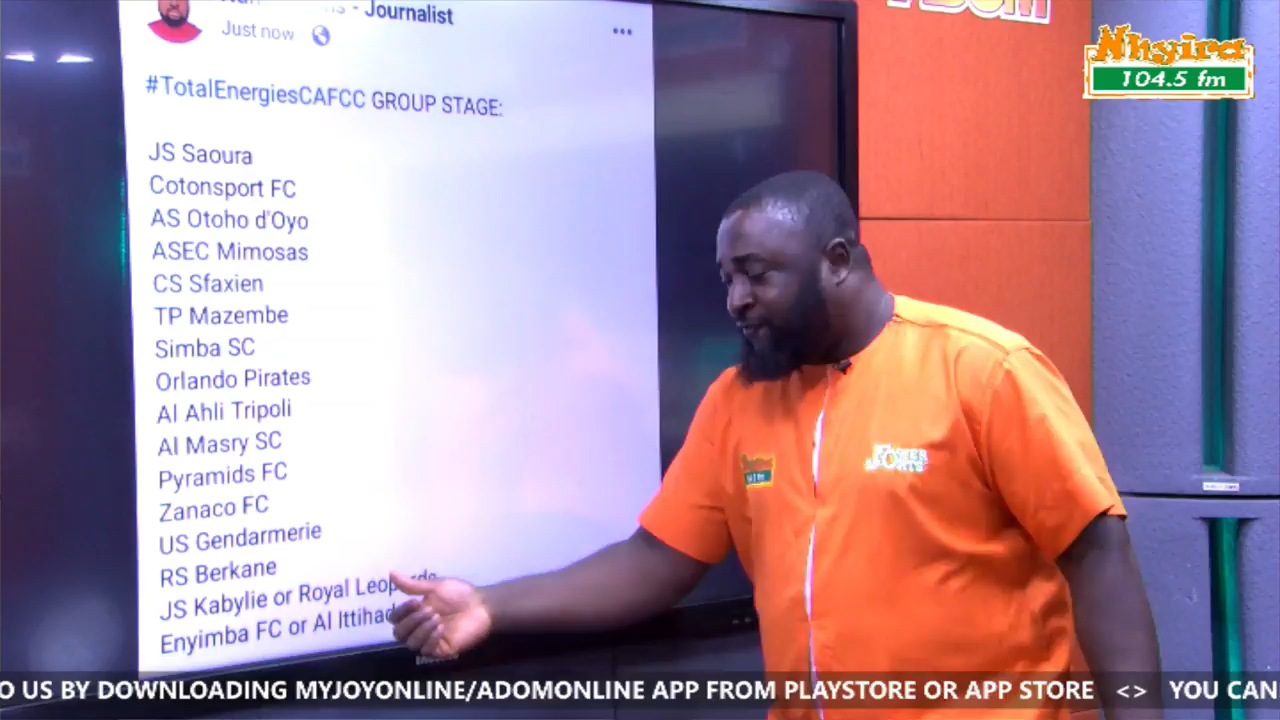 - Journalist
Just now
#TotalEnergiesCAFCC GROUP STAGE:
JS Saoura
Cotonsport FC
AS Otoho d'Oyo
ASEC Mimosas
CS Sfaxien
TP Mazembe
Simba SC
Orlando Pirates
Al Ahli Tripoli
Al Masry SC
Pyramids FC
Zanaco FC
US Gendarmerie
RS Berkane
JS Kabylie or Royal
Enyimba FC or Al Ittihad
Nhyira
104.5 fm
O US BY DOWNLOADING MYJOYONLINE/ADOMONLINE APP FROM PLAYSTORE OR APP STORE <> YOU CAN